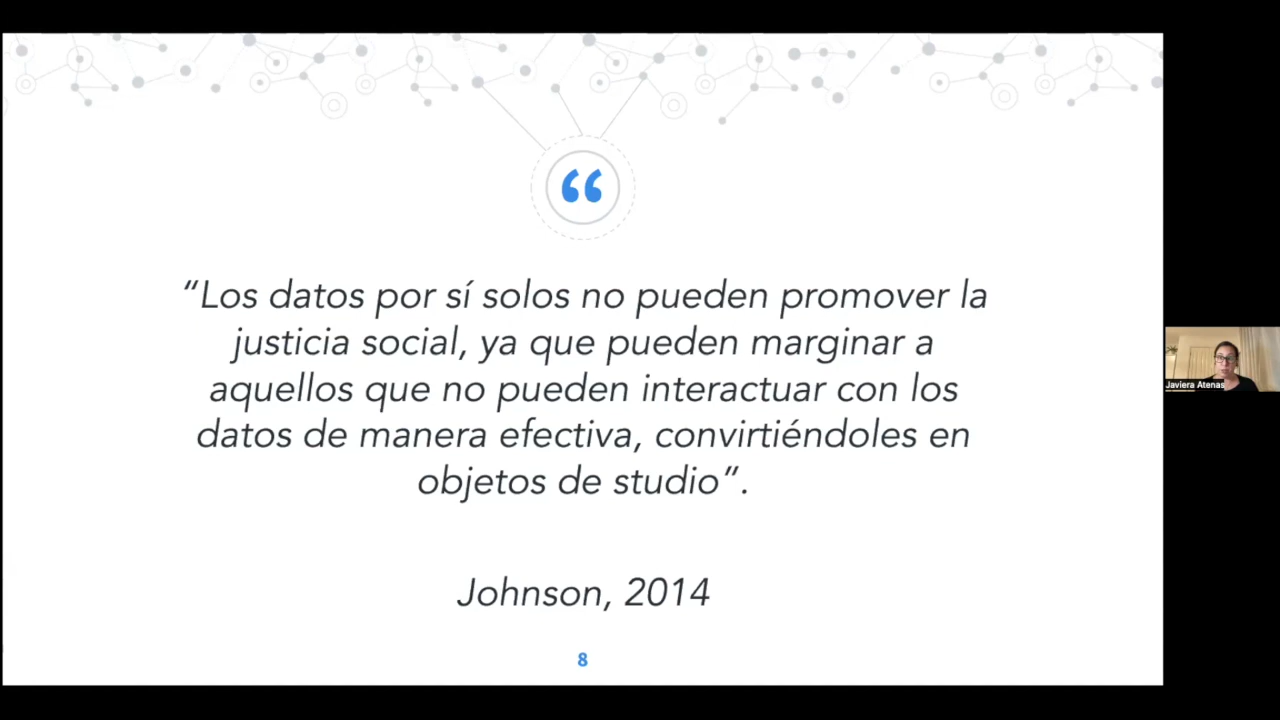 “
“Los datos por sí solos no pueden promover la
justicia social, ya que pueden marginar a
aquellos que no pueden interactuar con los
datos de manera efectiva, convirtiéndoles en
objetos de studio”.
Johnson, 2014
8
Javiera Atenas